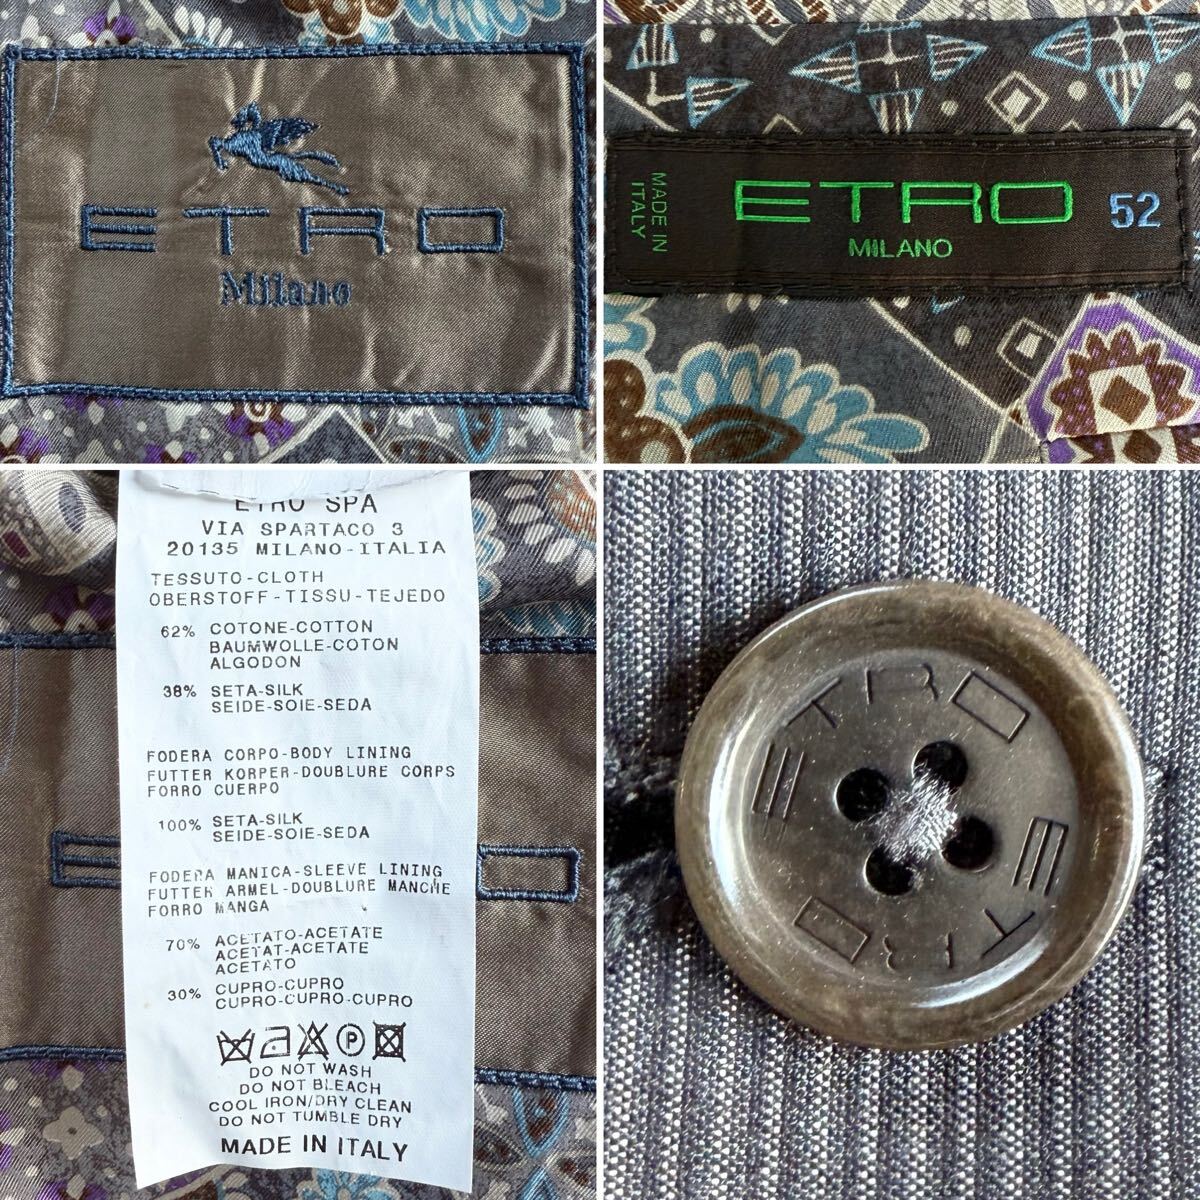 ETRO
Milano
MADE IN
ITALY
ETRO
MILANO
52
ETRO SPA
VIA SPARTACO 3
20135 MILANO-ITALIA
TESSUTO-CLOTH
OBERSTOFF-TISSU-TEJEDO
62% COTONE-COTTON
BAUMWOLLE-COTON
ALGODON
38% SETA-SILK
SEIDE-SOIE-SEDA
FODERA CORPO-BODY LINING
FUTTER KORPER-DOUBLURE CORPS
FORRO CUERPO
100% SETA-SILK
SEIDE-SOIE-SEDA
FODERA MANICA-SLEEVE LINING
FUTTER ARMEL-DOUBLURE MANCHE
FORRO MANGA
70% ACETATO-ACETATE
ACETAT-ACETATE
ACETATO
30% CUPRO-CUPRO
CUPRO-CUPRO-CUPRO
P
DO NOT WASH
DO NOT BLEACH
COOL IRON/DRY CLEAN
DO NOT TUMBLE DRY
MADE IN ITALY
E O
ETRO
ETRO